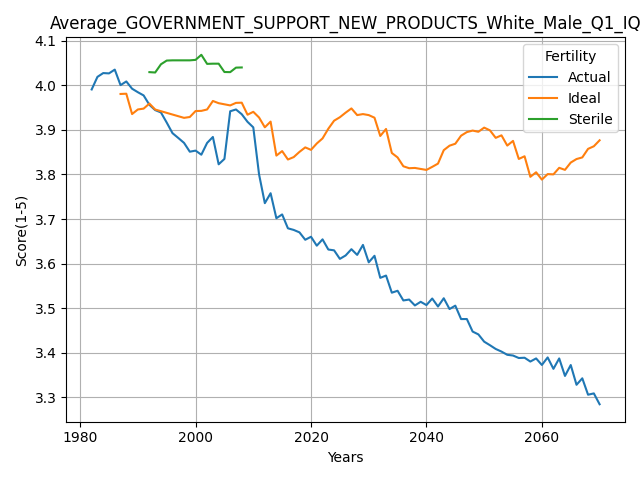 Average_GOVERNMENT_SUPPORT_NEW_PRODUCTS_White_Male_Q1_IQ
4.1
4.0
3.9
3.8
3.7
3.6
3.5
3.4
3.3
Score(1-5)
Fertility
Actual
Ideal
Sterile
1980
2000
2020
2040
2060
Years